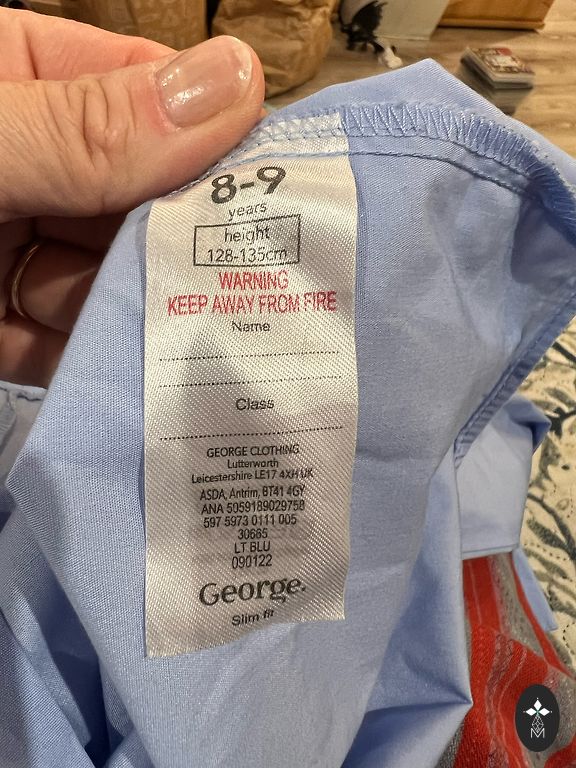 8-9
years
height
128-135cm
WARNING
KEEP AWAY FROM FIRE
Name
Class
GEORGE CLOTHING
Lutterworth
Leicestershire LE17 4XH UK
ASDA, Antrim, BT41 4GY
ANA 5059189029758
597 5973 0111 005
30665
LT BLU
090122
George.
Slim fit
M